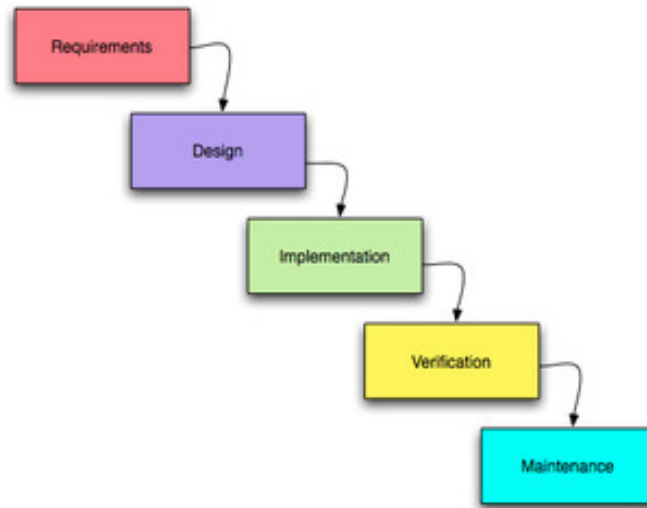 Requirements
Design
Implementation
Verification
Maintenance